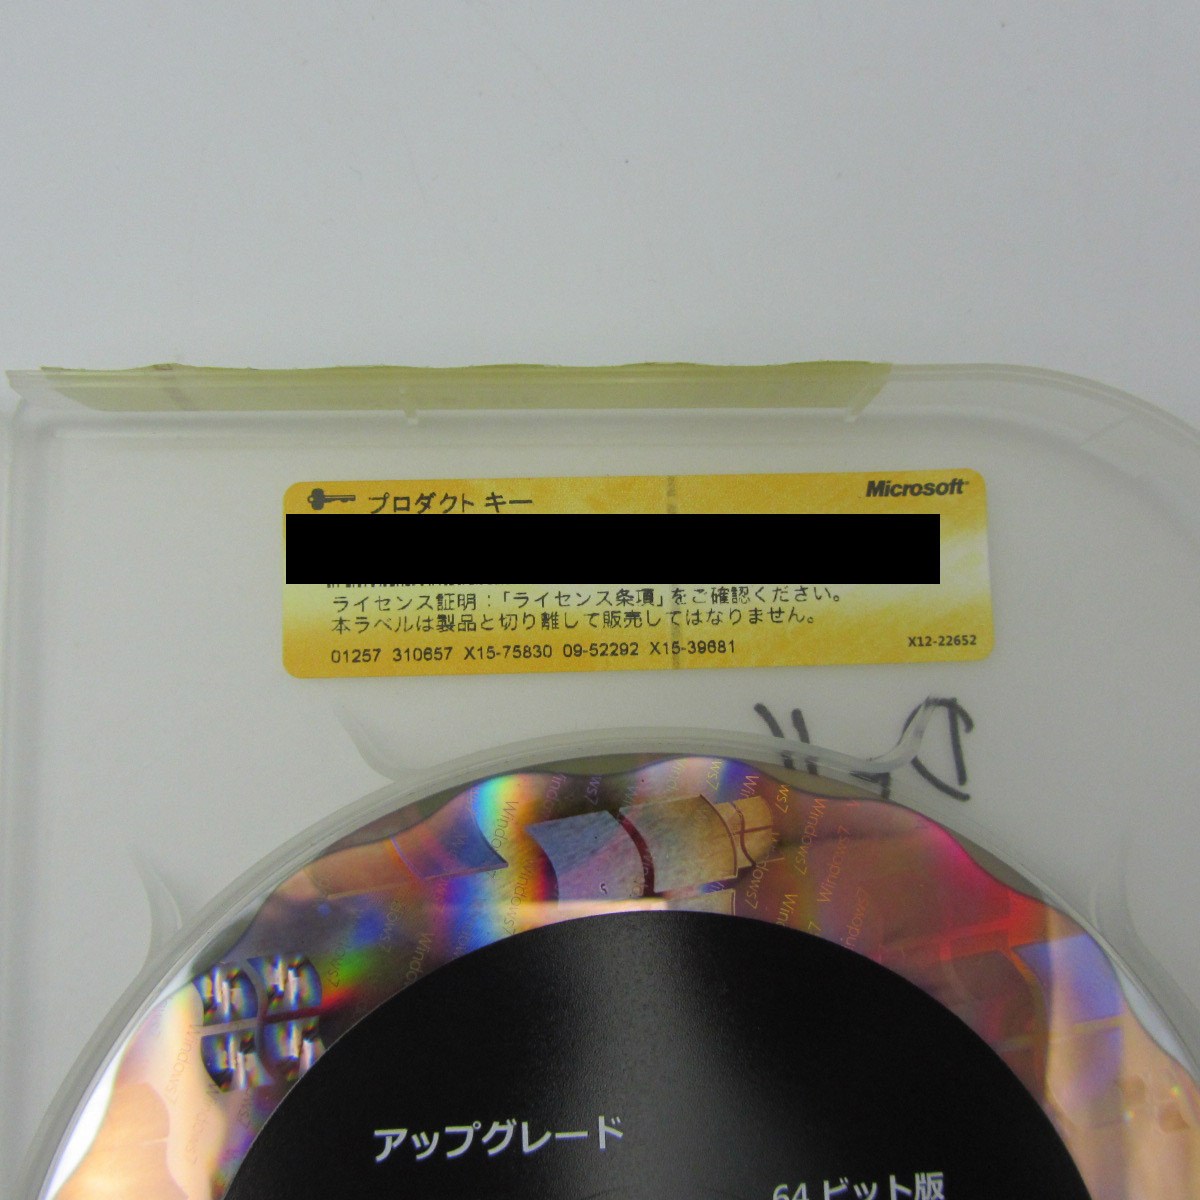 プロダクト キー
Microsoft
ライセンス証明：「ライセンス条項」をご確認ください。
本ラベルは製品と切り離して販売してはなりません。
01257 310657 X15-75830 09-52292 X15-39681
X12-22652
Windows7
アップグレード
64 ビット版